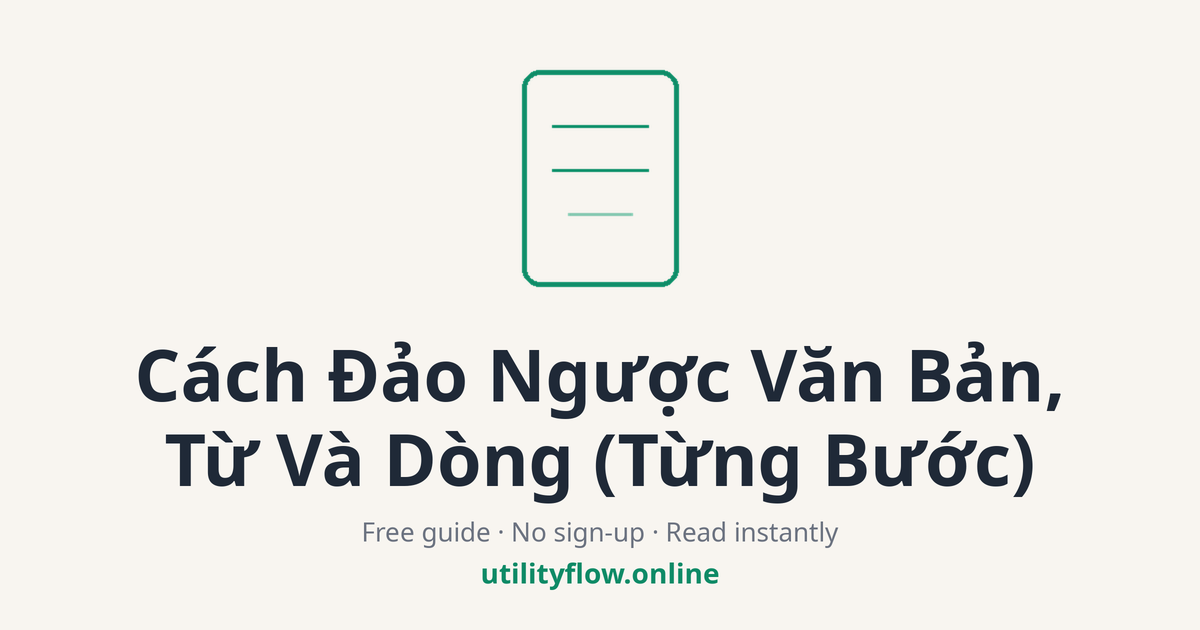 Cách Đảo Ngược Văn Bản,
Từ Và Dòng (Từng Bước)
Free guide · No sign-up · Read instantly
utilityflow.online